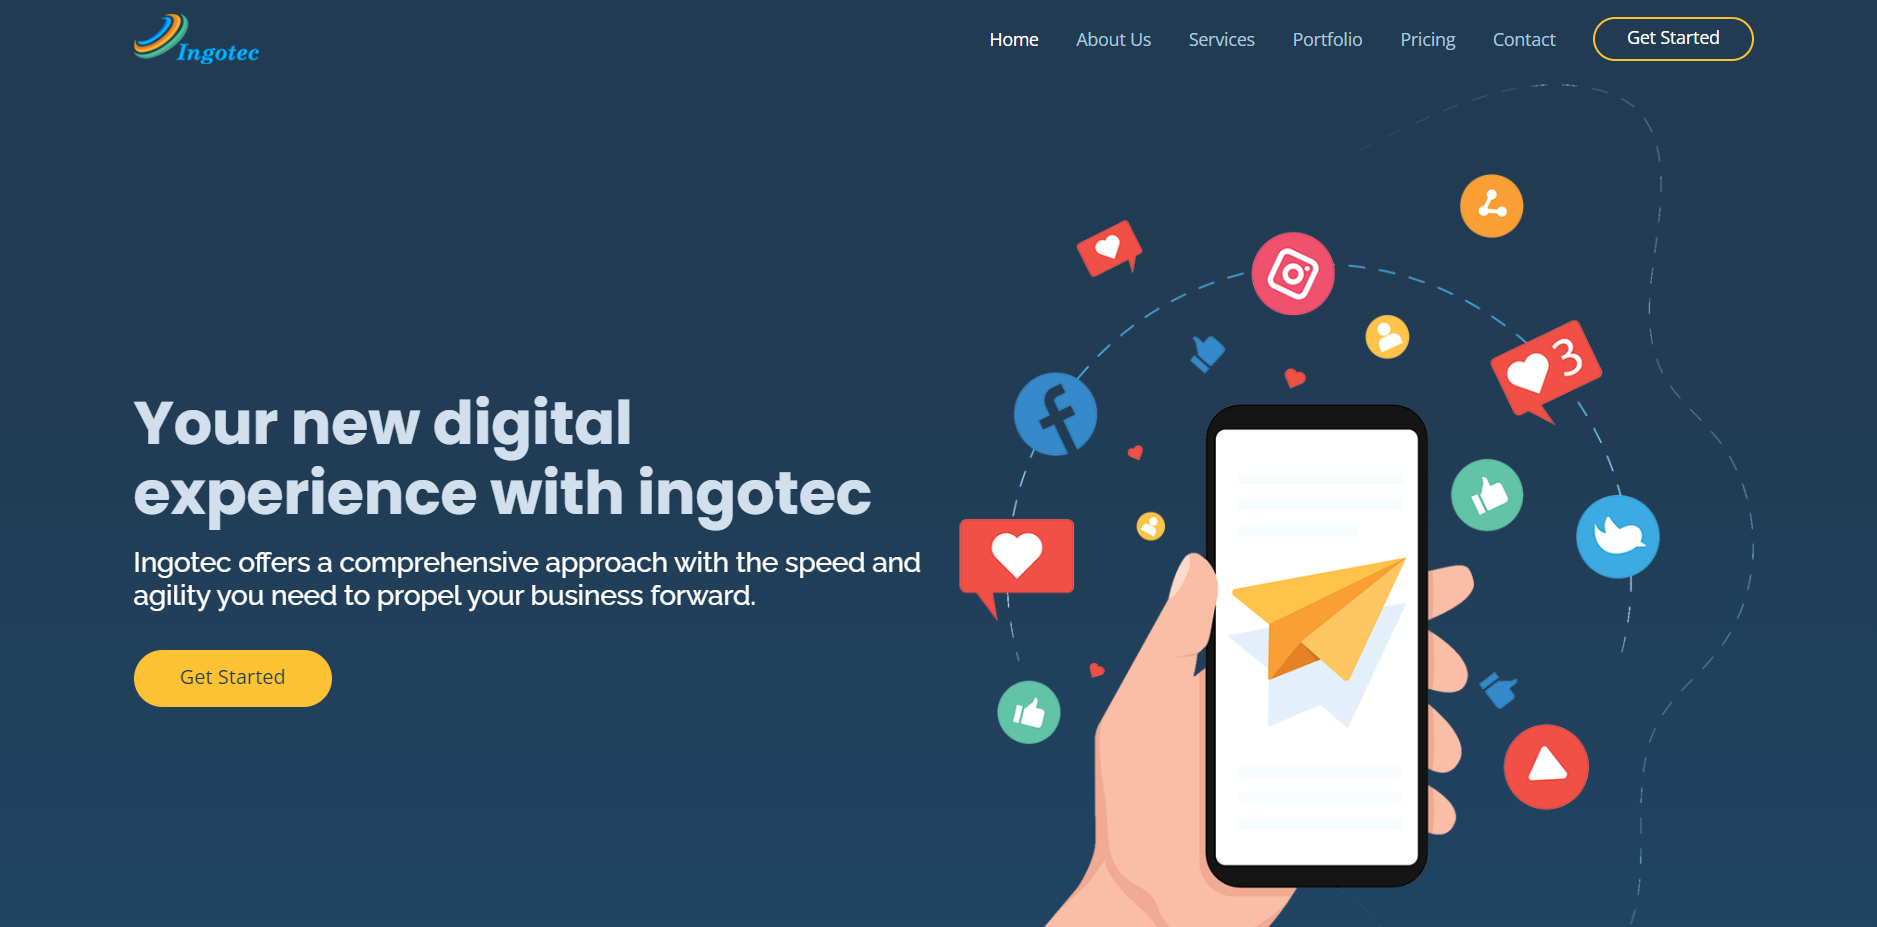 Ingotec
Home About Us Services Portfolio Pricing Contact Get Started
Your new digital
experience with ingotec
Ingotec offers a comprehensive approach with the speed and
agility you need to propel your business forward.
Get Started
3